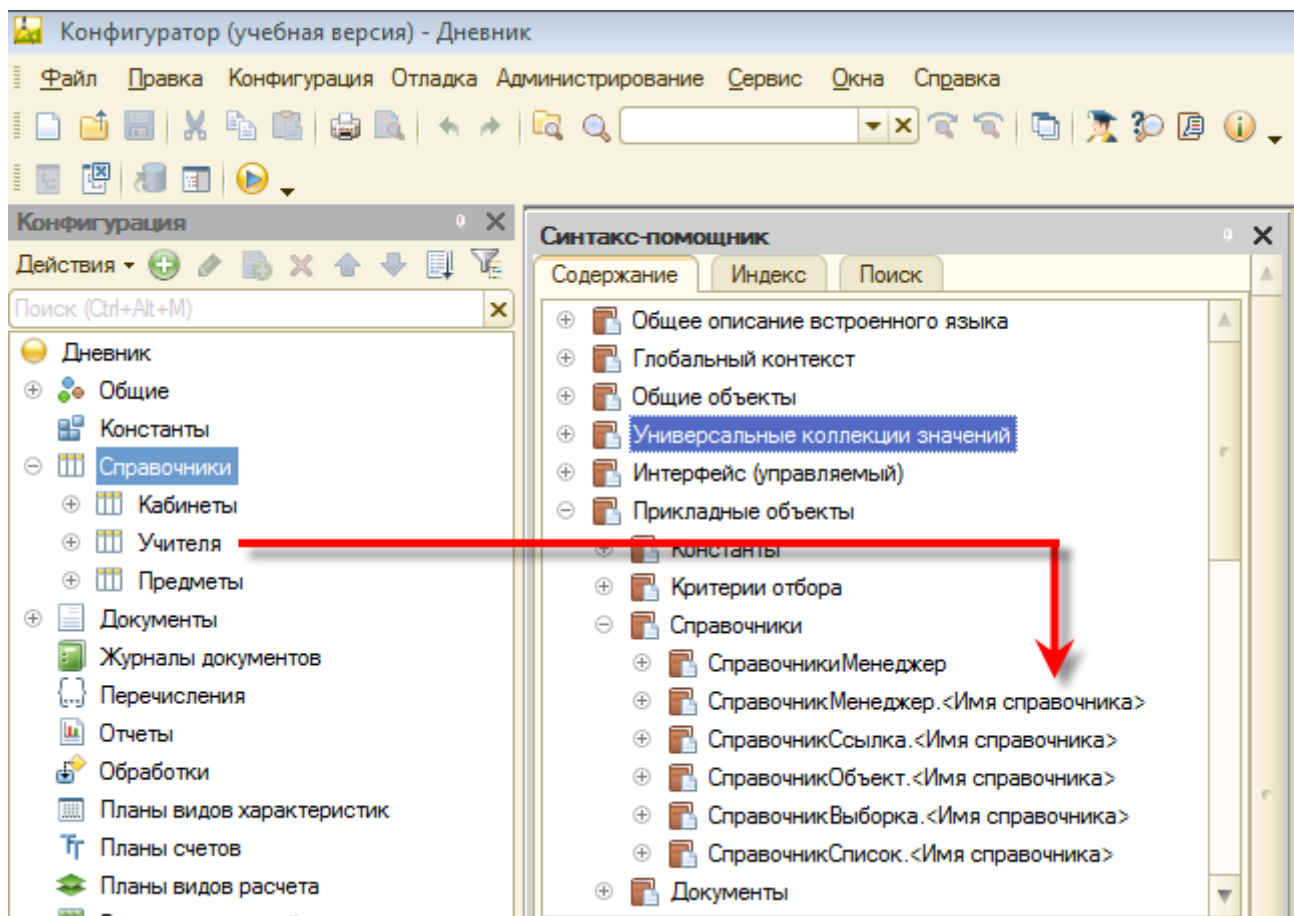 Конфигуратор (учебная версия) - Дневник
Файл Правка Конфигурация Отладка Администрирование Сервис Окна Справка
Конфигурация
Действия
Поиск (Ctrl+Alt+M)
Дневник
Общие
Константы
Справочники
Кабинеты
Учителя
Предметы
Документы
Журналы документов
Перечисления
Отчеты
Обработки
Планы видов характеристик
Планы счетов
Планы видов расчета
Синтакс-помощник
Содержание Индекс Поиск
Общее описание встроенного языка
Глобальный контекст
Общие объекты
Универсальные коллекции значений
Интерфейс (управляемый)
Прикладные объекты
Константы
Критерии отбора
Справочники
СправочникиМенеджер
СправочникМенеджер.<Имя справочника>
СправочникСсылка.<Имя справочника>
СправочникОбъект.<Имя справочника>
СправочникВыборка.<Имя справочника>
СправочникСписок.<Имя справочника>
Документы